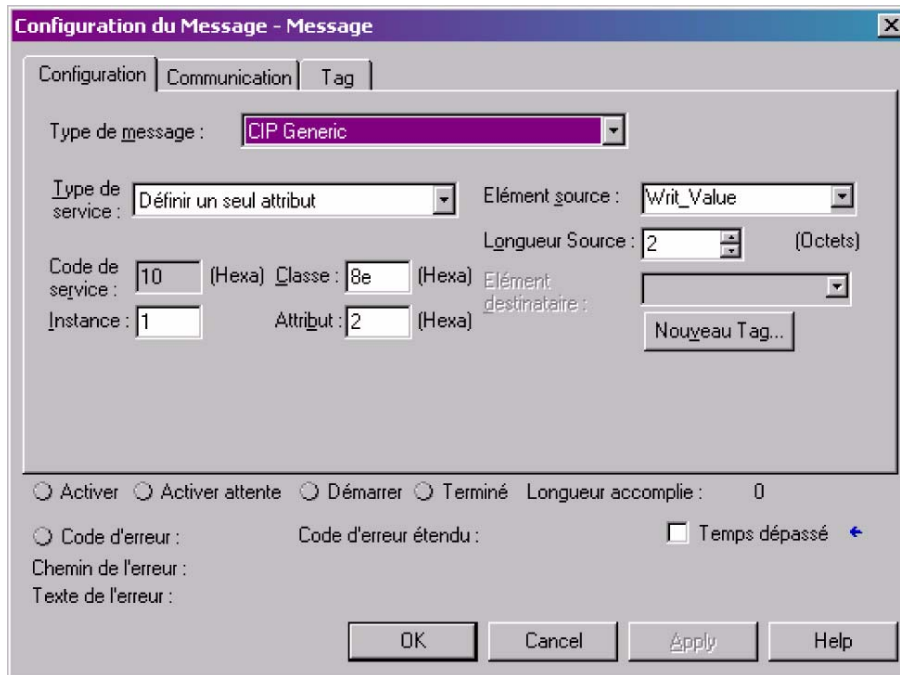 Configuration du Message - Message
Configuration Communication Tag
Type de message : CIP Generic
Type de service : Définir un seul attribut
Elément source : Writ_Value
Longueur Source : 2 (Octets)
Code de service : 10 (Hexa) Classe : 8e (Hexa)
Elément destinataire :
Instance : 1 Attribut : 2 (Hexa)
Nouveau Tag...
Activer Activer attente Démarrer Terminé Longueur accomplie : 0
Code d'erreur : Code d'erreur étendu : Temps dépassé
Chemin de l'erreur :
Texte de l'erreur :
OK Cancel Apply Help